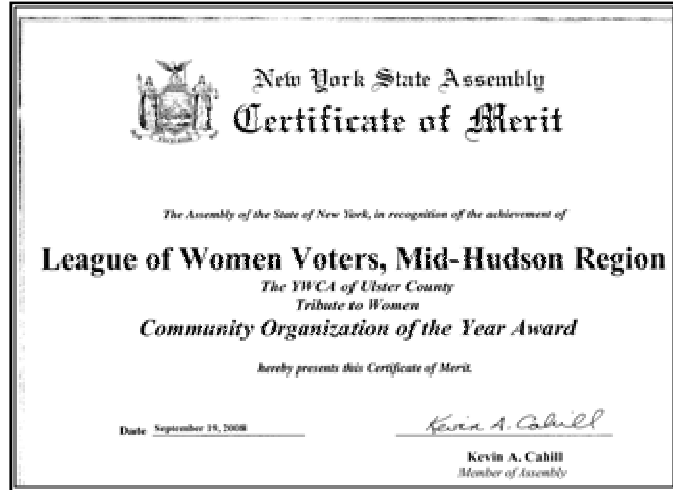 New York State Assembly
Certificate of Merit
The Assembly of the State of New York, in recognition of the achievement of
League of Women Voters, Mid-Hudson Region
The YWCA of Ulster County
Tribute to Women
Community Organization of the Year Award
hereby presents this Certificate of Merit.
Date September 19, 2008
Kevin A. Cahill
Kevin A. Cahill
Member of Assembly